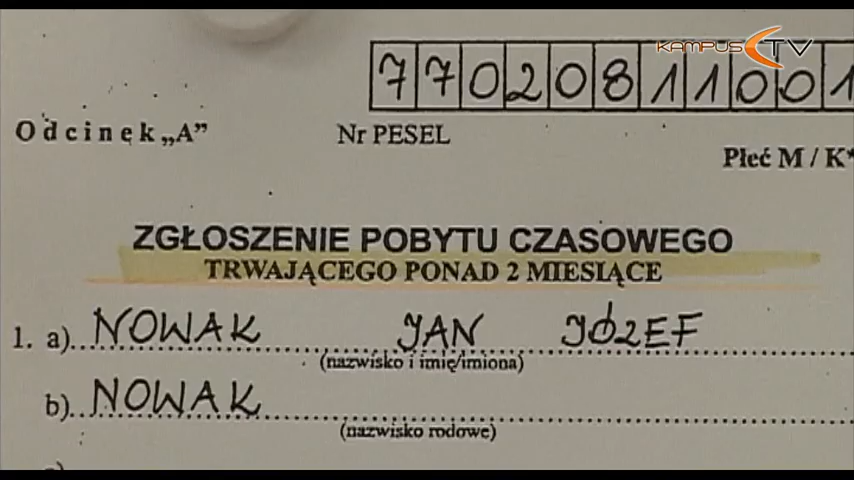 KAMPUS TV
77020811001
Odcinek „A” Nr PESEL
Płeć M / K*
ZGŁOSZENIE POBYTU CZASOWEGO
TRWAJĄCEGO PONAD 2 MIESIĄCE
1. a) NOWAK JAN JÓZEF
(nazwisko i imię/imiona)
b) NOWAK
(nazwisko rodowe)